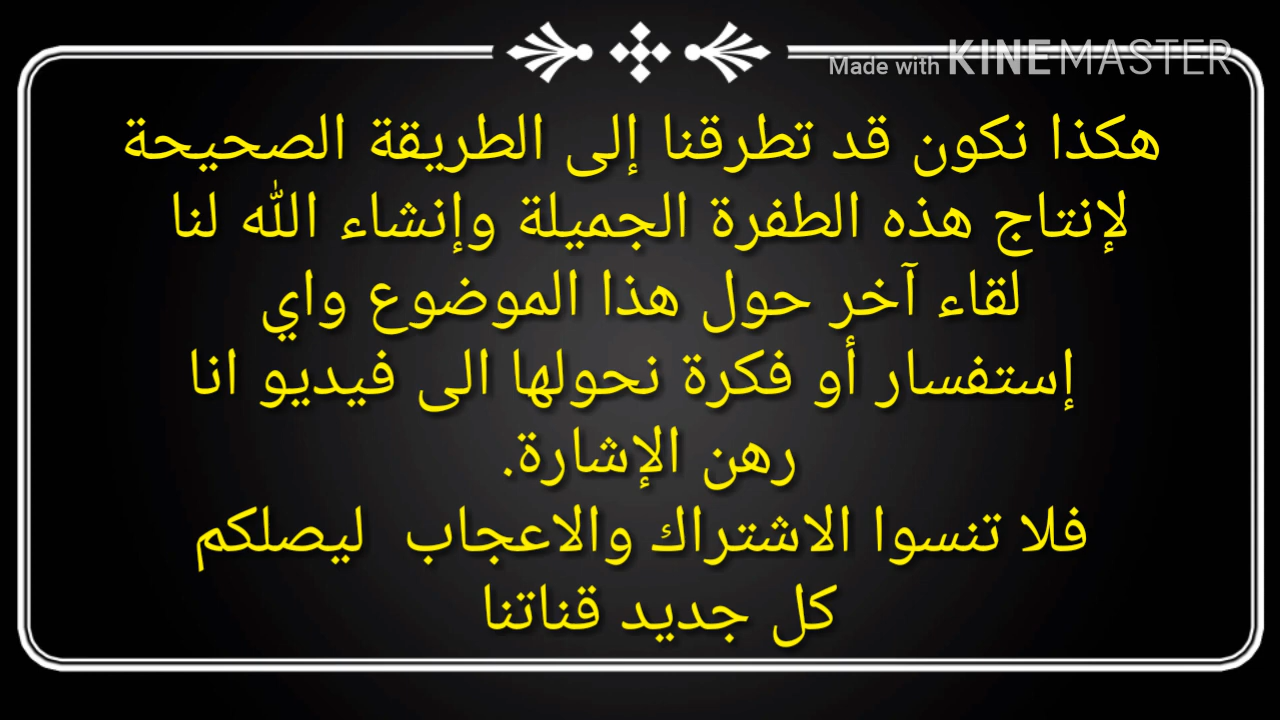 Made with KINEMASTER
هكذا نكون قد تطرقنا إلى الطريقة الصحيحة
لإنتاج هذه الطفرة الجميلة وإنشاء الله لنا
لقاء آخر حول هذا الموضوع واي
إستفسار أو فكرة نحولها الى فيديو انا
رهن الإشارة.
فلا تنسوا الاشتراك والاعجاب ليصلكم
كل جديد قناتنا